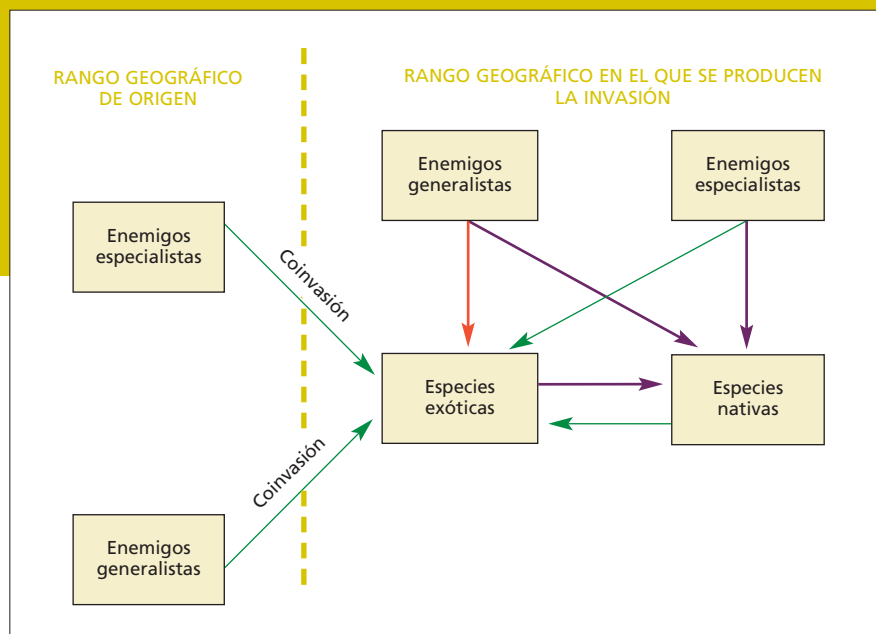 RANGO GEOGRÁFICO
DE ORIGEN
RANGO GEOGRÁFICO EN EL QUE SE PRODUCEN
LA INVASIÓN
Enemigos
generalistas
Enemigos
especialistas
Enemigos
especialistas
Coinvasión
Especies
exóticas
Especies
nativas
Coinvasión
Enemigos
generalistas